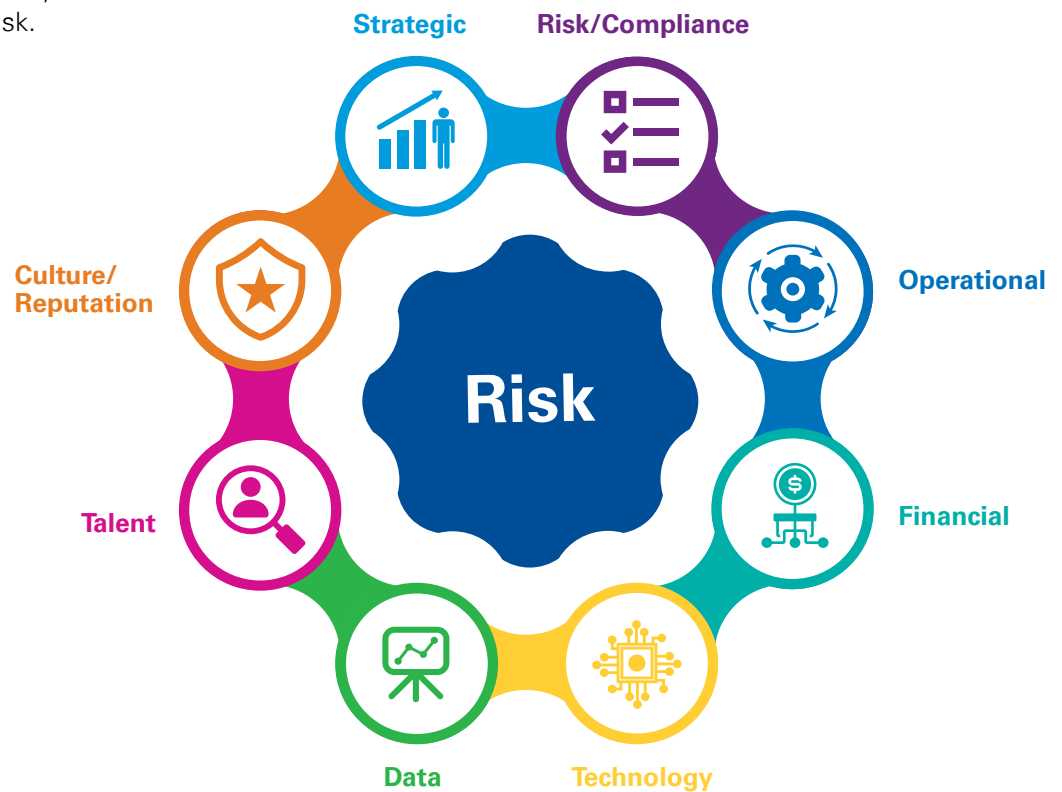 sk.
Strategic
Risk/Compliance
Culture/
Reputation
Operational
Risk
$
Talent
Financial
Data
Technology